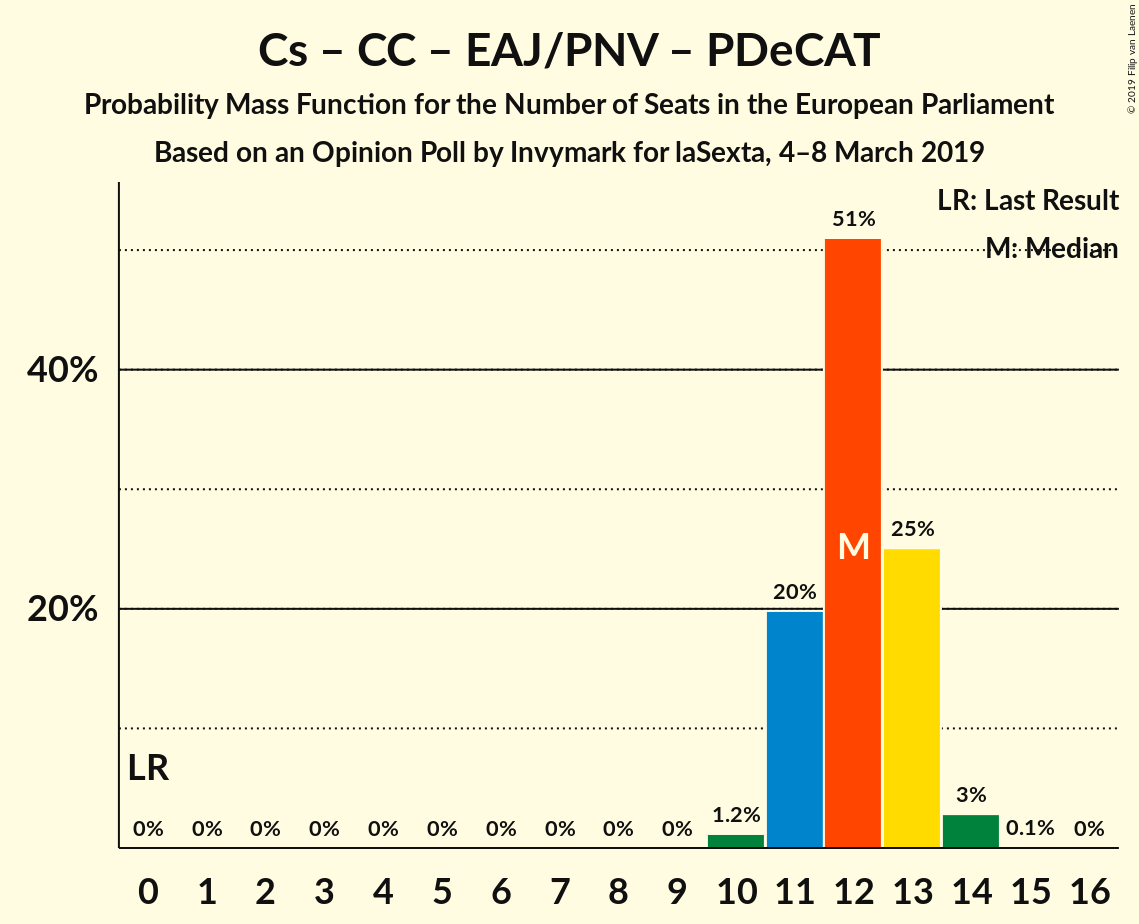 Cs – CC – EAJ/PNV – PDeCAT
Probability Mass Function for the Number of Seats in the European Parliament
Based on an Opinion Poll by Invymark for laSexta, 4–8 March 2019
© 2019 Filip van Laenen
LR: Last Result
M: Median
51%
40%
25%
M
20%
20%
LR
3%
1.2%
0% 0% 0% 0% 0% 0% 0% 0% 0% 0% 0.1% 0%
0 1 2 3 4 5 6 7 8 9 10 11 12 13 14 15 16